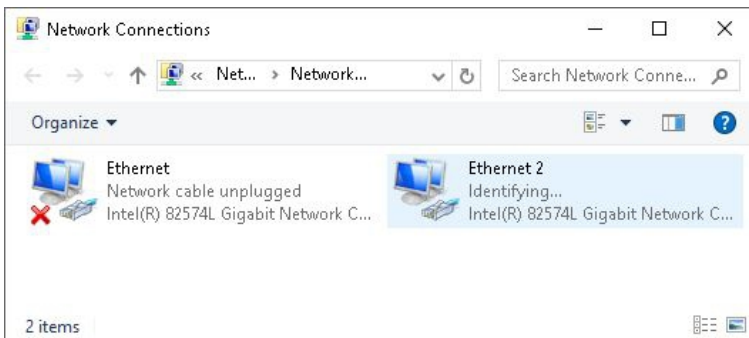 Network Connections
« Net... › Network...
Search Network Conne...
Organize
Ethernet
Network cable unplugged
Intel(R) 82574L Gigabit Network C...
Ethernet 2
Identifying...
Intel(R) 82574L Gigabit Network C...
2 items